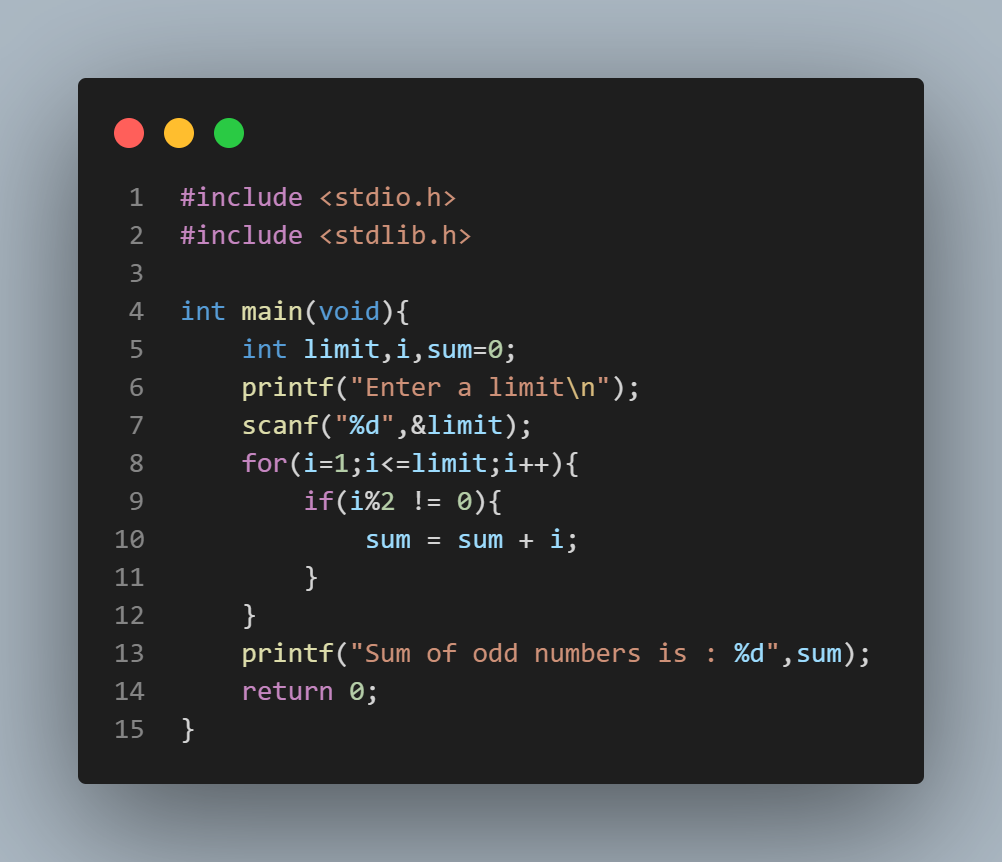 1 #include <stdio.h>
2 #include <stdlib.h>
3
4 int main(void){
5     int limit,i,sum=0;
6     printf("Enter a limit\n");
7     scanf("%d",&limit);
8     for(i=1;i<=limit;i++){
9         if(i%2 != 0){
10             sum = sum + i;
11         }
12     }
13     printf("Sum of odd numbers is : %d",sum);
14     return 0;
15 }